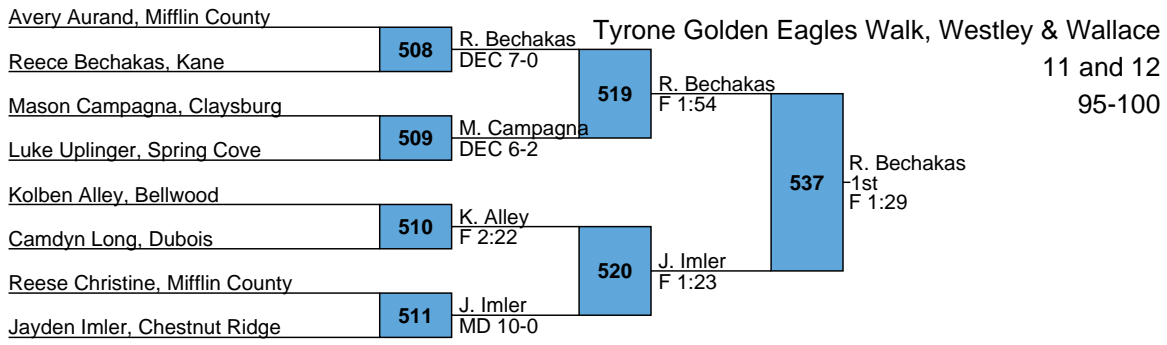 Tyrone Golden Eagles Walk, Westley & Wallace
11 and 12
95-100
Avery Aurand, Mifflin County
508
Reece Bechakas, Kane
R. Bechakas
DEC 7-0
Mason Campagna, Claysburg
509
Luke Uplinger, Spring Cove
M. Campagna
DEC 6-2
519
R. Bechakas
F 1:54
Kolben Alley, Bellwood
510
Camdyn Long, Dubois
K. Alley
F 2:22
Reese Christine, Mifflin County
511
Jayden Imler, Chestnut Ridge
J. Imler
MD 10-0
520
J. Imler
F 1:23
537
R. Bechakas
1st
F 1:29